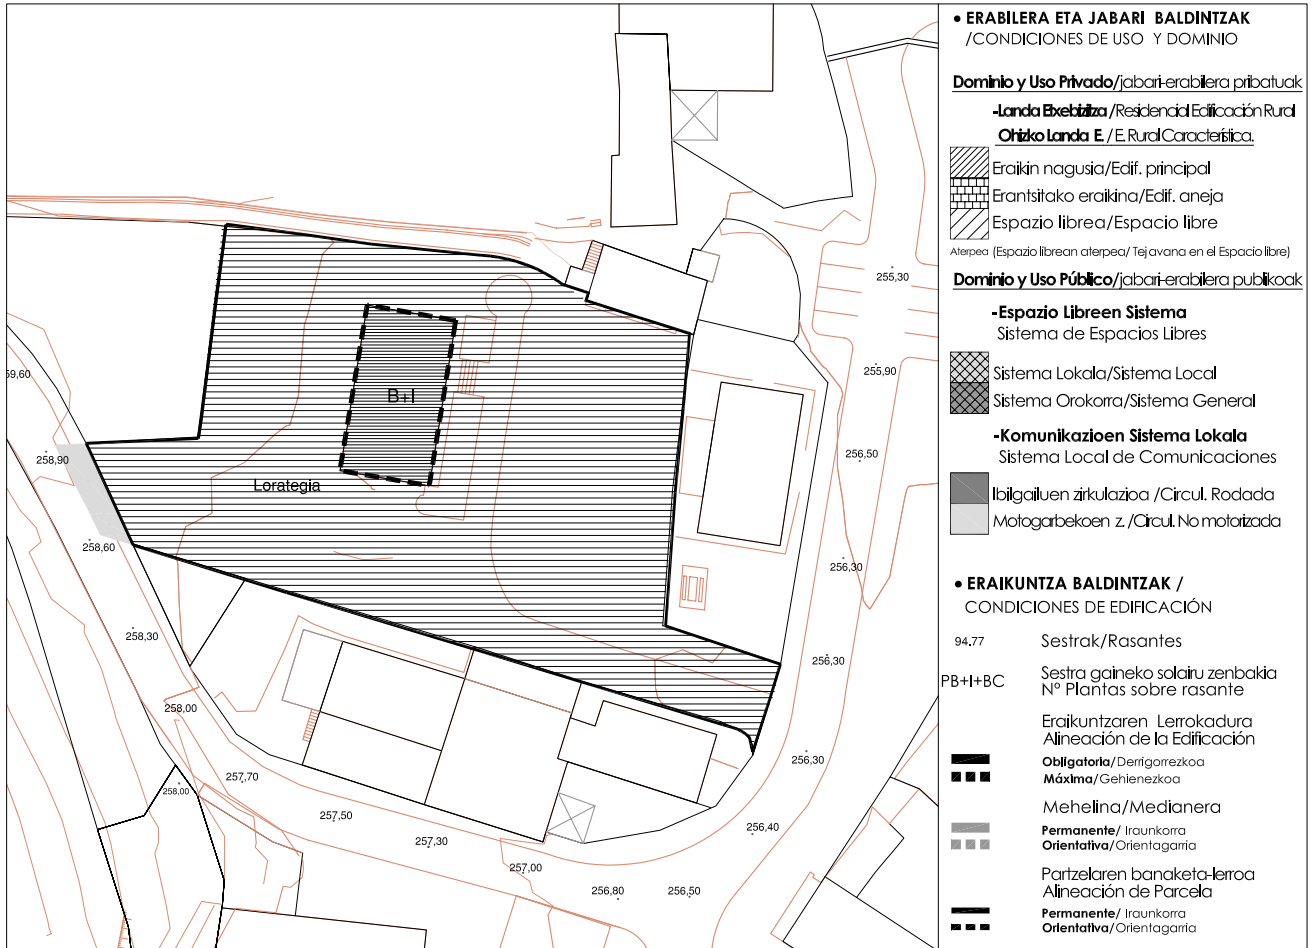 255,30
59,60
255,90
B+I
258,90
256,50
Lorategia
258,60
256,30
258,30
256,30
258,00
256,30
257,70
258,00
257,50
256,40
257,30
257,00
256,80
256,50
• ERABILERA ETA JABARI BALDINTZAK
/CONDICIONES DE USO Y DOMINIO
Dominio y Uso Privado/jabari-erabilera pribatuak
-Landa Etxebizitza/Residencial Edificación Rural
Ohizko Landa E./E. Rural Característica.
Eraikin nagusia/Edif. principal
Erantsitako eraikina/Edif. aneja
Espazio librea/Espacio libre
Aterpea (Espazio librean aterpea/ Tejavana en el Espacio libre)
Dominio y Uso Público/jabari-erabilera publikoak
-Espazio Libreen Sistema
Sistema de Espacios Libres
Sistema Lokala/Sistema Local
Sistema Orokorra/Sistema General
-Komunikazioen Sistema Lokala
Sistema Local de Comunicaciones
Ibilgailuen zirkulazioa /Circul. Rodada
Motogarbekoen z. /Circul. No motorizada
• ERAIKUNTZA BALDINTZAK /
CONDICIONES DE EDIFICACIÓN
94.77 Sestrak/Rasantes
PB+I+BC Sestra gaineko solairu zenbakia
Nº Plantas sobre rasante
Eraikuntzaren Lerrokadura
Alineación de la Edificación
Obligatoria/Derrigorrezkoa
Máxima/Gehienezkoa
Mehelina/Medianera
Permanente/ Iraunkorra
Orientativa/Orientagarria
Partzelaren banaketa-lerroa
Alineación de Parcela
Permanente/ Iraunkorra
Orientativa/Orientagarria